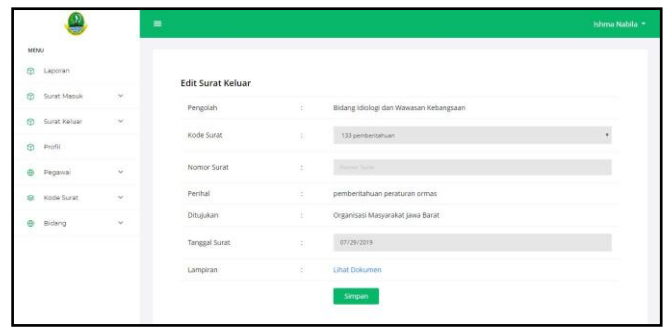 Ishma Nabila
MENU
Laporan
Surat Masuk
Surat Keluar
Profil
Pegawai
Kode Surat
Bidang
Edit Surat Keluar
Pengolah : Bidang Idiologi dan Wawasan Kebangsaan
Kode Surat : 133 pemberitahuan
Nomor Surat : Nomor Surat
Perihal : pemberitahuan peraturan ormas
Ditujukan : Organisasi Masyarakat Jawa Barat
Tanggal Surat : 07/29/2019
Lampiran : Lihat Dokumen
Simpan